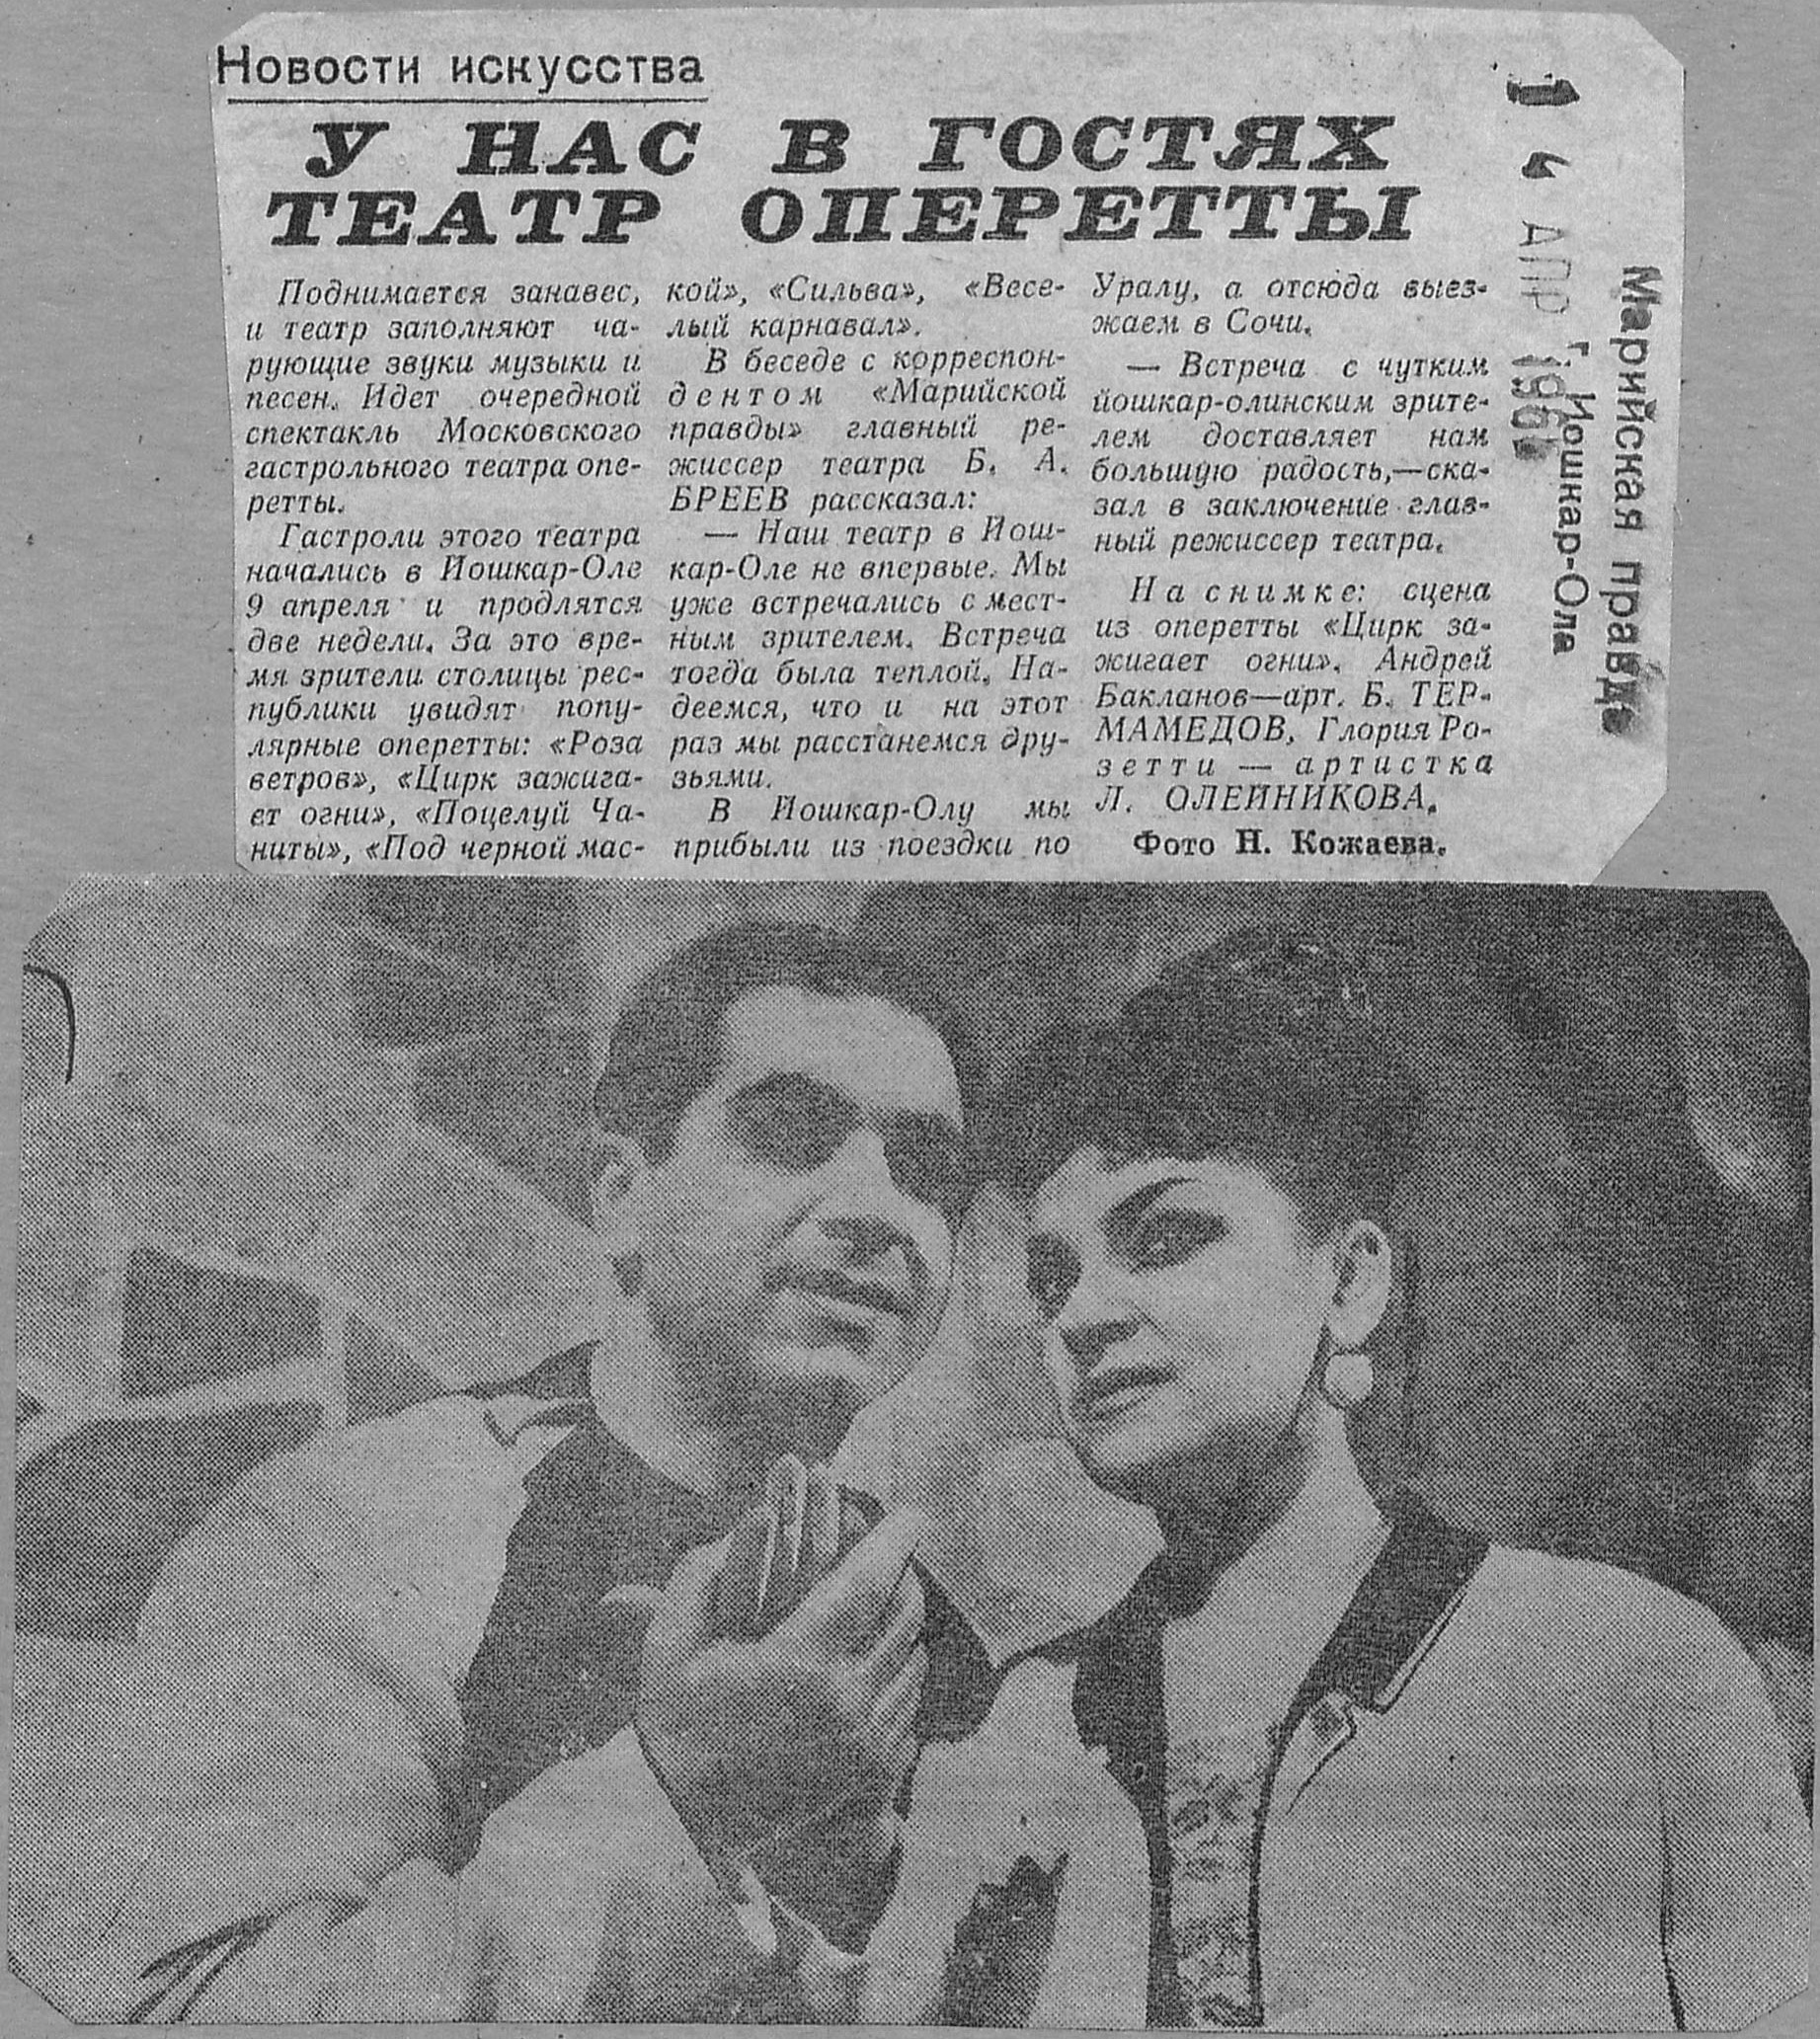 Новости искусства
У НАС В ГОСТЯХ
ТЕАТР ОПЕРЕТТЫ
Поднимается занавес,
и театр заполняют ча-
рующие звуки музыки и
песен. Идет очередной
спектакль Московского
гастрольного театра опе-
ретты.
Гастроли этого театра
начались в Йошкар-Оле
9 апреля и продлятся
две недели. За это вре-
мя зрители столицы рес-
публики увидят попу-
лярные оперетты: «Роза
ветров», «Цирк зажига-
ет огни», «Поцелуй Ча-
ниты», «Под черной мас-
кой», «Сильва», «Весе-
лый карнавал».
В беседе с корреспон-
дентом «Марийской
правды» главный ре-
жиссер театра Б. А.
БРЕЕВ рассказал:
— Наш театр в Йош-
кар-Оле не впервые. Мы
уже встречались с мест-
ным зрителем. Встреча
тогда была теплой. На-
деемся, что и на этот
раз мы расстанемся дру-
зьями.
В Йошкар-Олу мы
прибыли из поездки по
Уралу, а отсюда выез-
жаем в Сочи.
— Встреча с чутким
йошкар-олинским зрите-
лем доставляет нам
большую радость,—ска-
зал в заключение глав-
ный режиссер театра.
На снимке: сцена
из оперетты «Цирк за-
жигает огни». Андрей
Бакланов—арт. Б. ТЕР-
МАМЕДОВ, Глория Ро-
зетти — артистка
Л. ОЛЕЙНИКОВА.
Фото Н. Кожаева.
Марийская правда
г. Йошкар-Ола
АПР